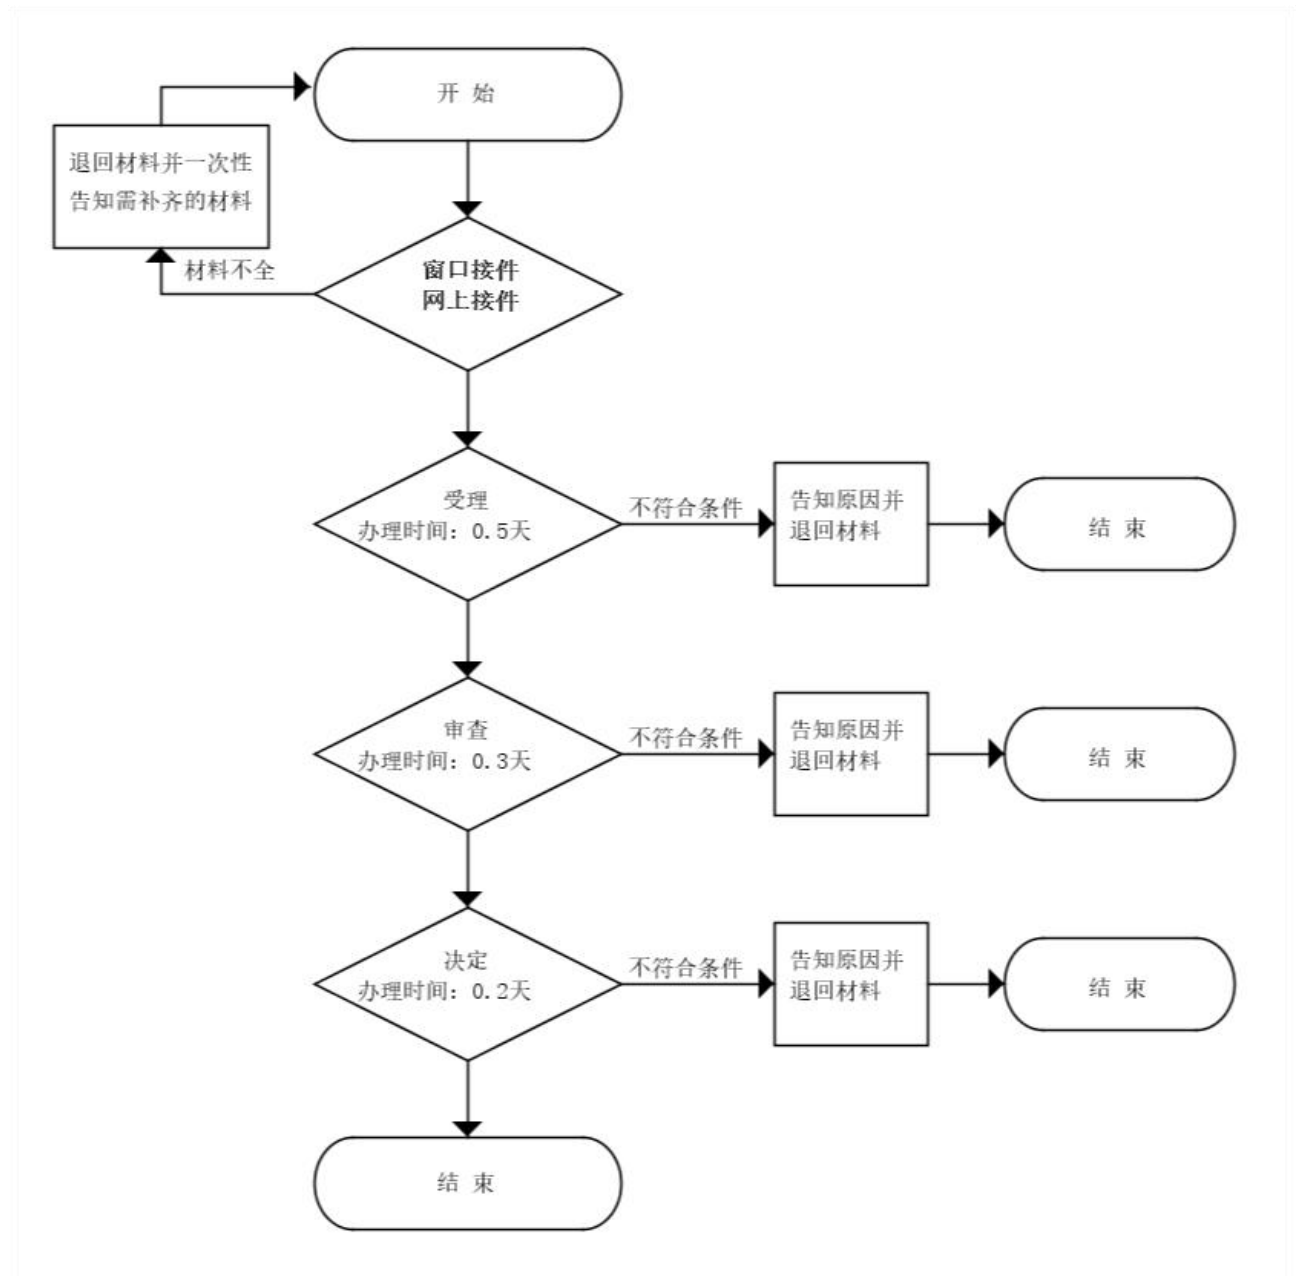 开 始
退回材料并一次性
告知需补齐的材料
材料不全
窗口接件
网上接件
受理
办理时间：0.5天
不符合条件
告知原因并
退回材料
结 束
审查
办理时间：0.3天
不符合条件
告知原因并
退回材料
结 束
决定
办理时间：0.2天
不符合条件
告知原因并
退回材料
结 束
结 束